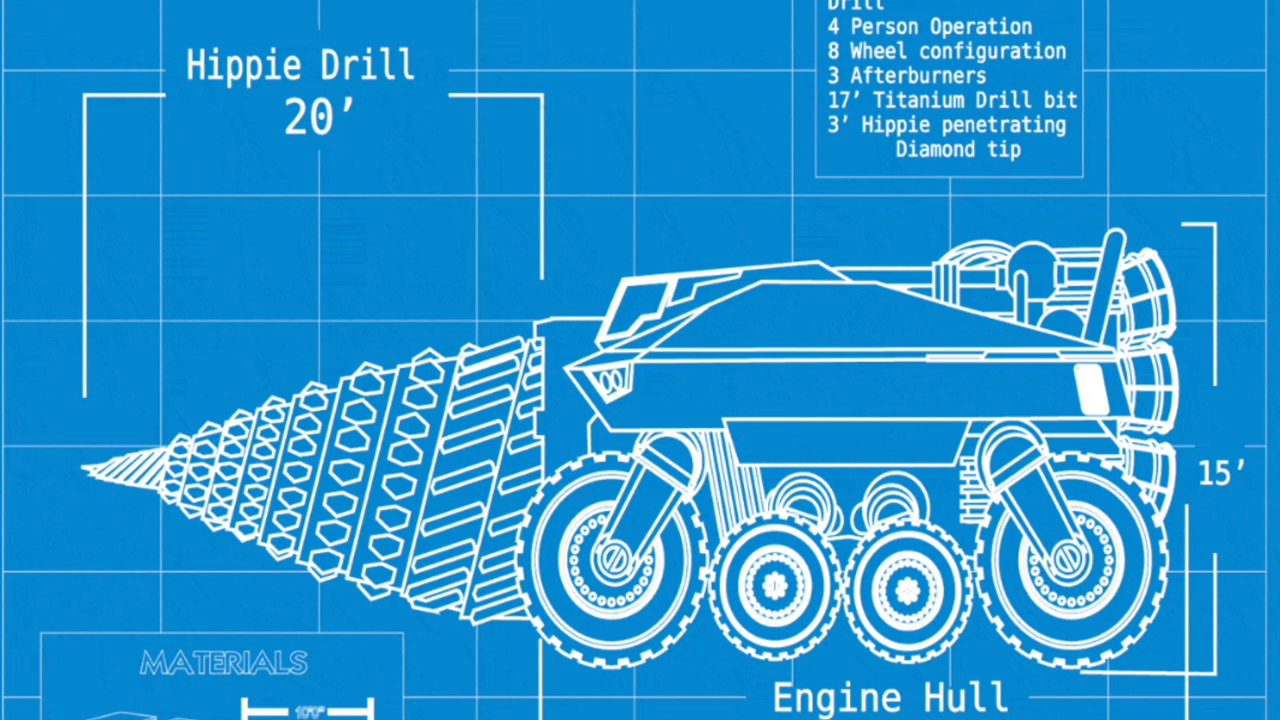 Drill
4 Person Operation
8 Wheel configuration
3 Afterburners
17’ Titanium Drill bit
3’ Hippie penetrating
Diamond tip
Hippie Drill
20’
15’
MATERIALS
Engine Hull